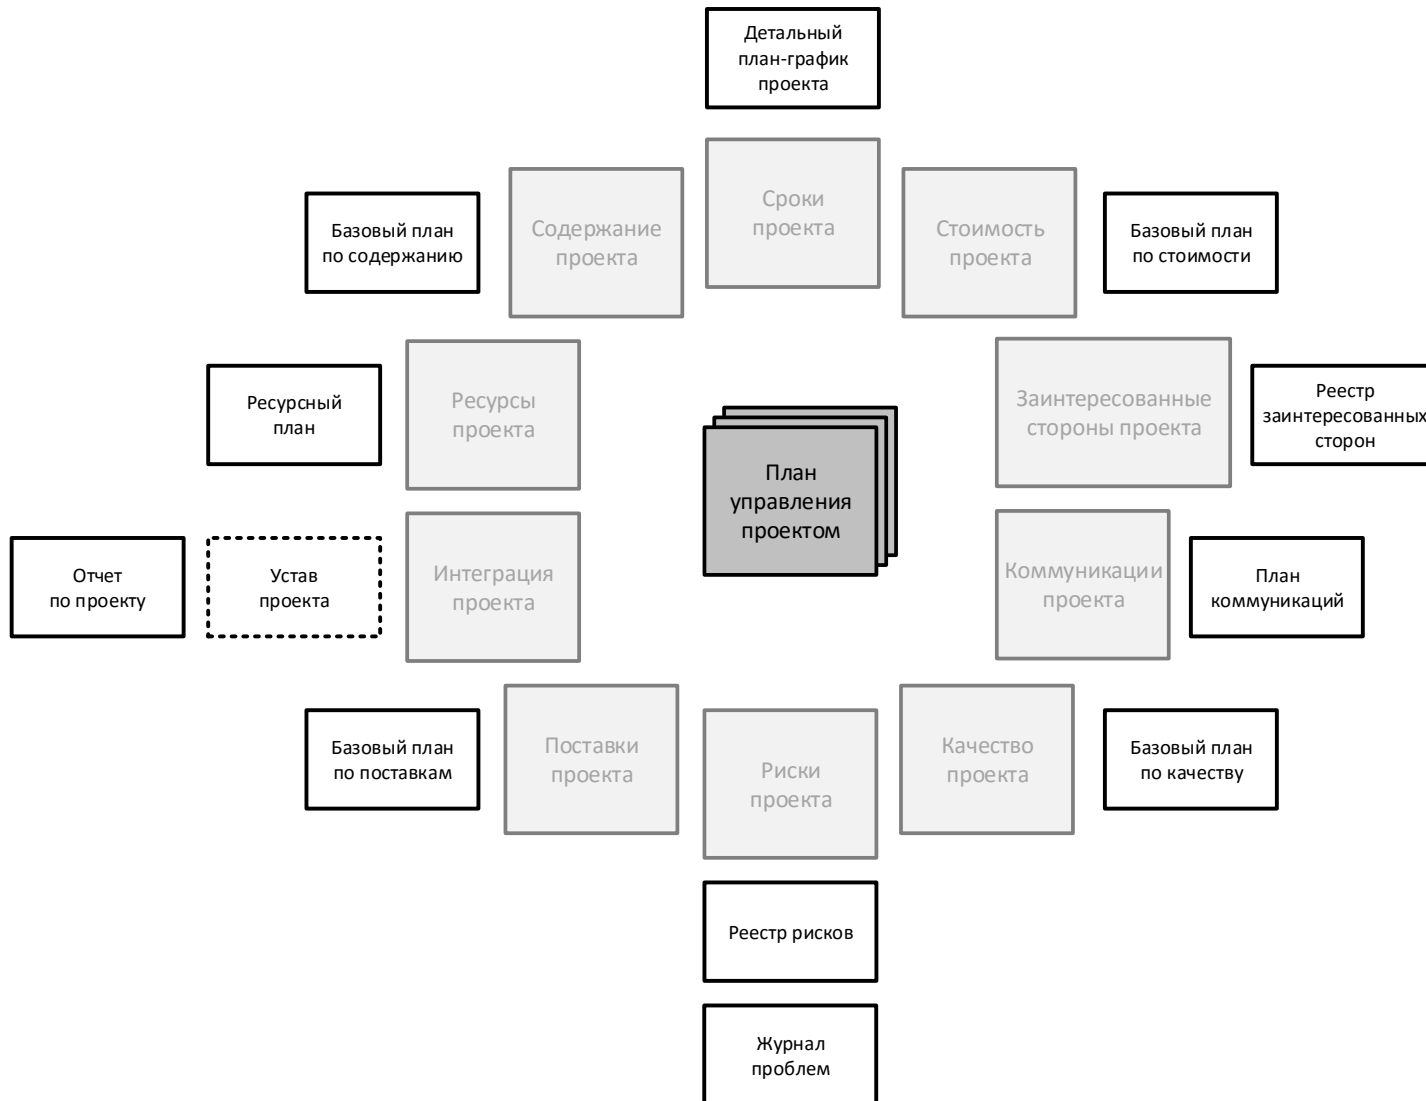 Детальный
план-график
проекта
Сроки
проекта
Содержание
проекта
Стоимость
проекта
Базовый план
по содержанию
Базовый план
по стоимости
Ресурсный
план
Ресурсы
проекта
План
управления
проектом
Заинтересованные
стороны проекта
Реестр
заинтересованных
сторон
Отчет
по проекту
Устав
проекта
Интеграция
проекта
Коммуникации
проекта
План
коммуникаций
Базовый план
по поставкам
Поставки
проекта
Риски
проекта
Качество
проекта
Базовый план
по качеству
Реестр рисков
Журнал
проблем